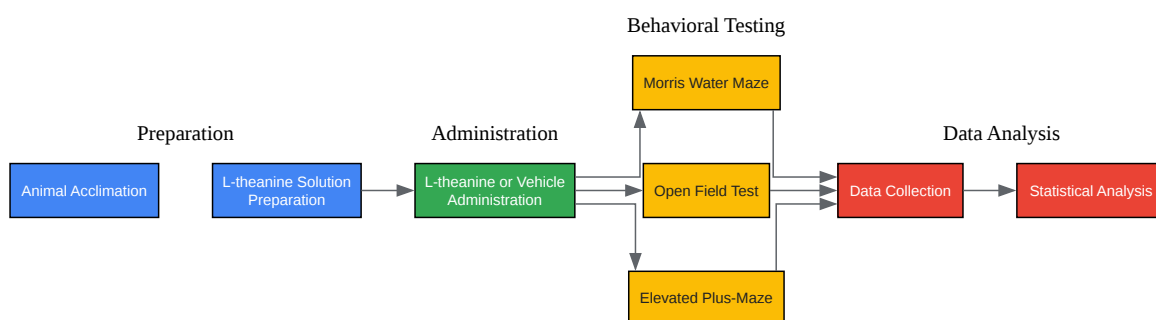 Behavioral Testing
Morris Water Maze
Preparation
Administration
Data Analysis
Animal Acclimation
L-theanine Solution
Preparation
L-theanine or Vehicle
Administration
Open Field Test
Data Collection
Statistical Analysis
Elevated Plus-Maze